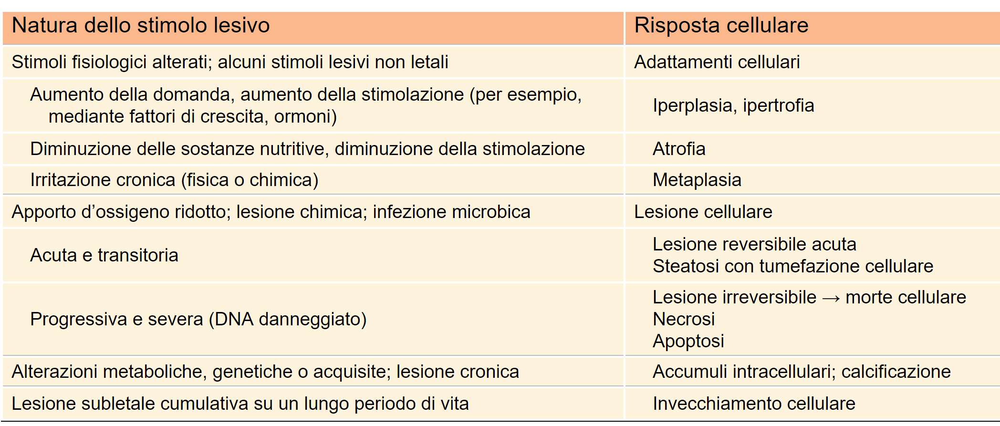 Natura dello stimolo lesivo
Risposta cellulare
Stimoli fisiologici alterati; alcuni stimoli lesivi non letali
Adattamenti cellulari
Aumento della domanda, aumento della stimolazione (per esempio,
mediante fattori di crescita, ormoni)
Iperplasia, ipertrofia
Diminuzione delle sostanze nutritive, diminuzione della stimolazione
Atrofia
Irritazione cronica (fisica o chimica)
Metaplasia
Apporto d’ossigeno ridotto; lesione chimica; infezione microbica
Lesione cellulare
Acuta e transitoria
Lesione reversibile acuta
Steatosi con tumefazione cellulare
Progressiva e severa (DNA danneggiato)
Lesione irreversibile → morte cellulare
Necrosi
Apoptosi
Alterazioni metaboliche, genetiche o acquisite; lesione cronica
Accumuli intracellulari; calcificazione
Lesione subletale cumulativa su un lungo periodo di vita
Invecchiamento cellulare